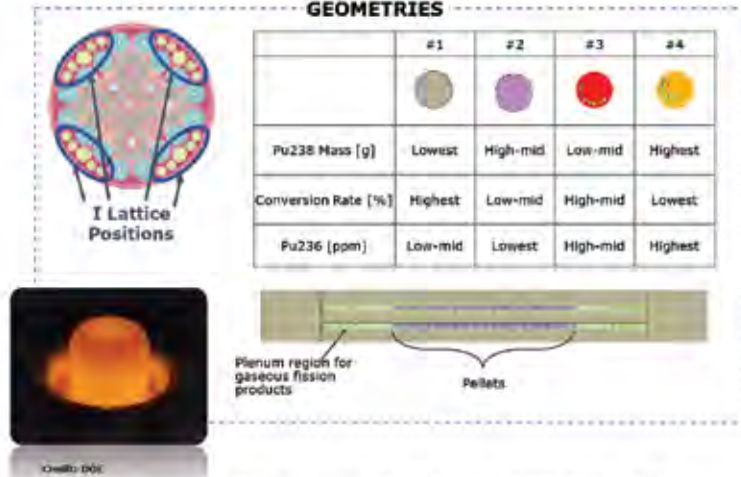 GEOMETRIES
#1 #2 #3 #4
Pu238 Mass [g] Lowest High-mid Low-mid Highest
Conversion Rate [%] Highest Low-mid High-mid Lowest
Pu236 [ppm] Low-mid Lowest High-mid Highest
I Lattice
Positions
Plenum region for
gaseous fission
products
Pellets
Credit: DOE